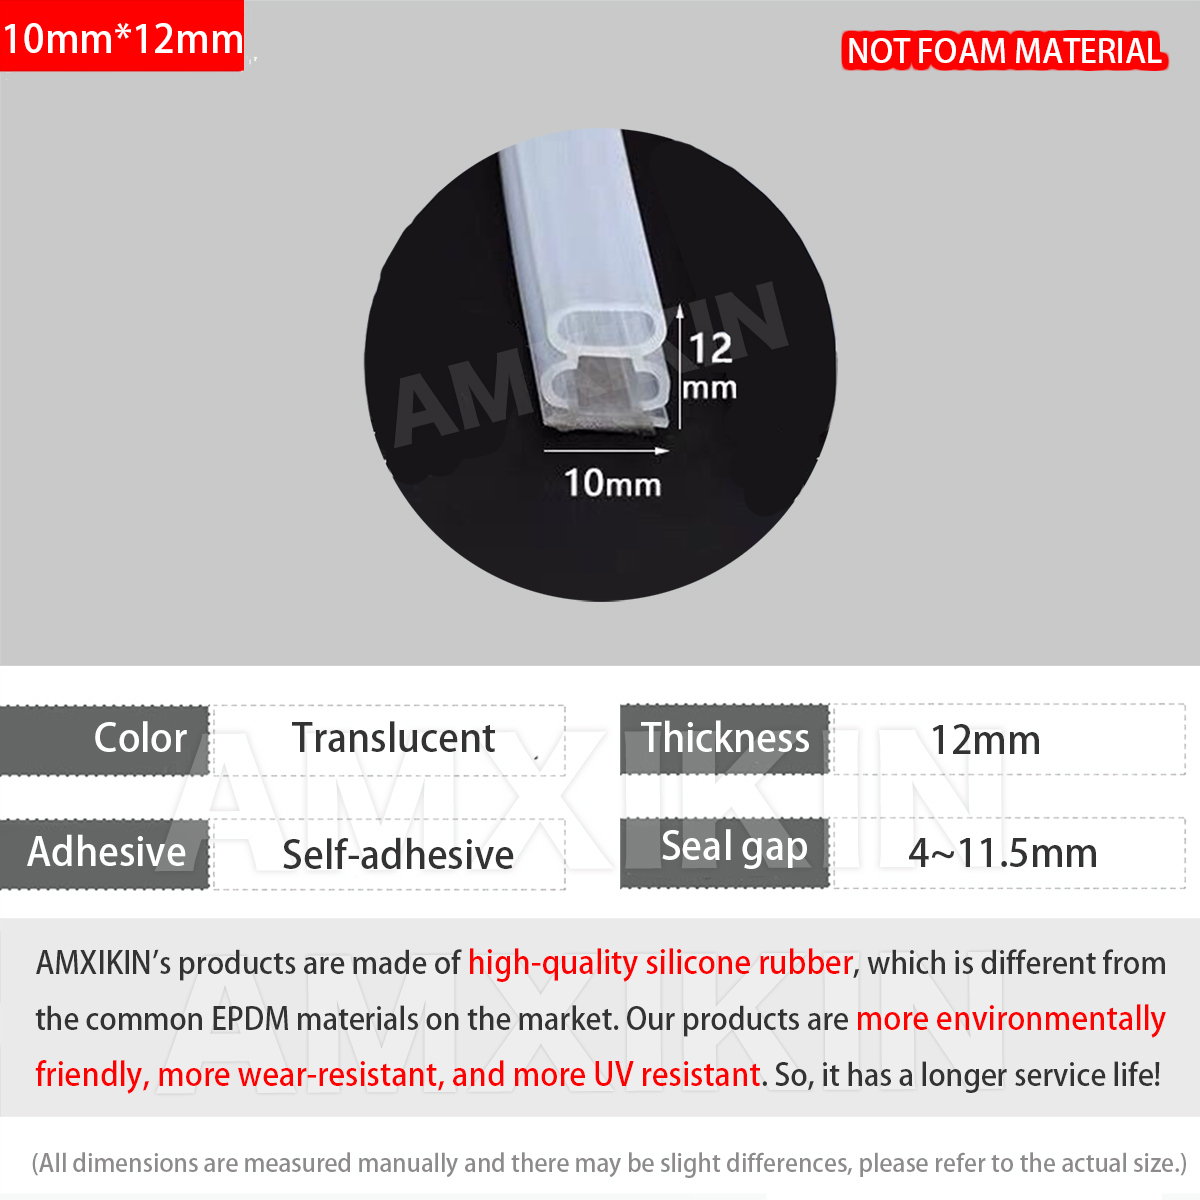 10mm*12mm
NOT FOAM MATERIAL
AMXIKIN
12
mm
10mm
Color
Translucent
Thickness
12mm
Adhesive
Self-adhesive
Seal gap
4~11.5mm
AMXIKIN
AMXIKIN’s products are made of high-quality silicone rubber, which is different from
the common EPDM materials on the market. Our products are more environmentally
friendly, more wear-resistant, and more UV resistant. So, it has a longer service life!
AMXIKIN
(All dimensions are measured manually and there may be slight differences, please refer to the actual size.)